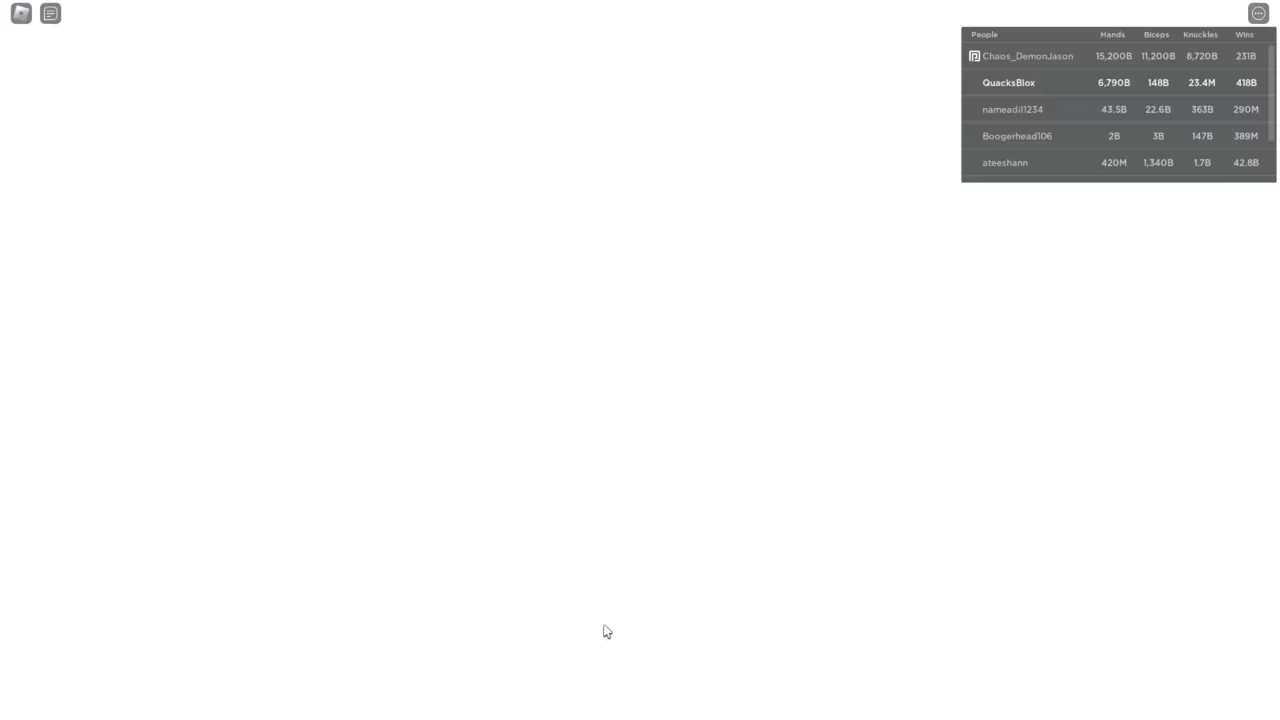 People Hands Biceps Knuckles Wins
Chaos_DemonJason 15,200B 11,200B 8,720B 231B
QuacksBlox 6,790B 148B 23.4M 418B
nameadi11234 43.5B 22.6B 363B 290M
Boogerhead106 2B 3B 147B 389M
ateeshann 420M 1,340B 1.7B 42.8B